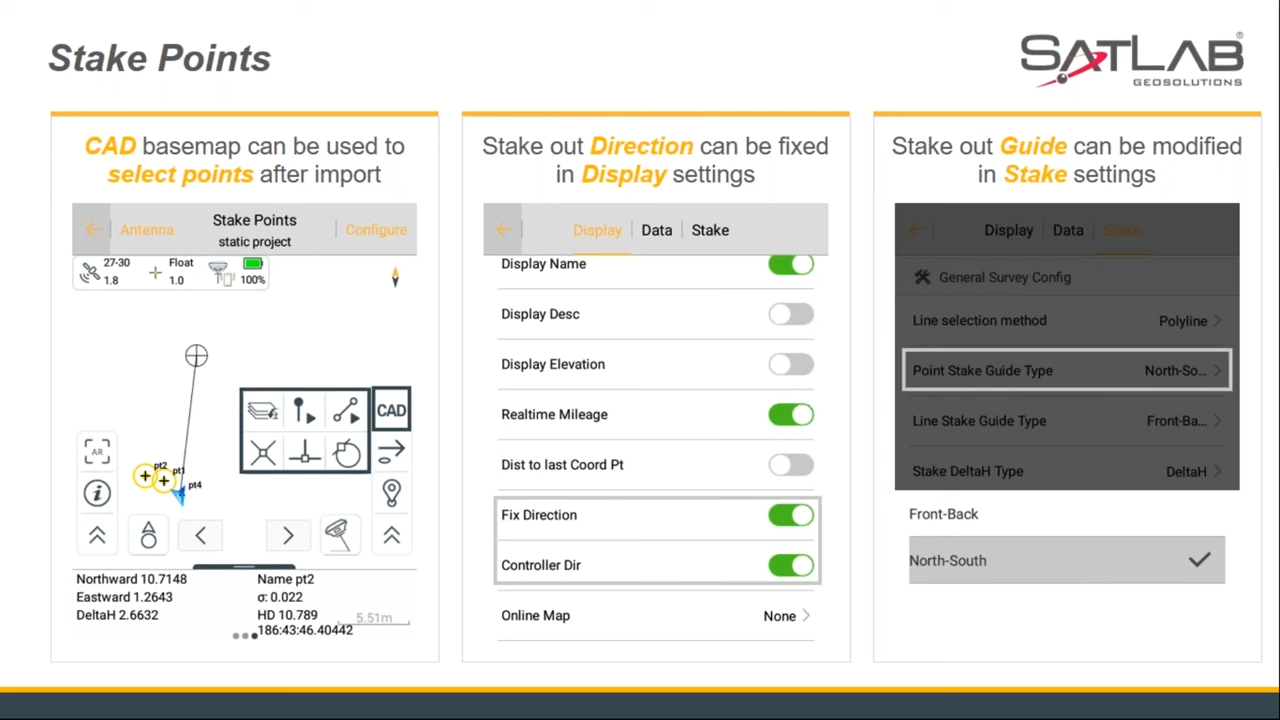 Stake Points
SATLAB®
GEOSOLUTIONS
CAD basemap can be used to
select points after import
Antenna
Stake Points
static project
Configure
27-30
1.8
Float
1.0
100%
CAD
AR
pt2
pt1
pt4
Northward 10.7148
Eastward 1.2643
DeltaH 2.6632
Name pt2
σ: 0.022
HD 10.789
186:43:46.40442
5.51m
Stake out Direction can be fixed
in Display settings
Display
Data
Stake
Display Name
Display Desc
Display Elevation
Realtime Mileage
Dist to last Coord Pt
Fix Direction
Controller Dir
Online Map None
Stake out Guide can be modified
in Stake settings
Display
Data
Stake
General Survey Config
Line selection method Polyline
Point Stake Guide Type North-So...
Line Stake Guide Type Front-Ba...
Stake DeltaH Type DeltaH
Front-Back
North-South